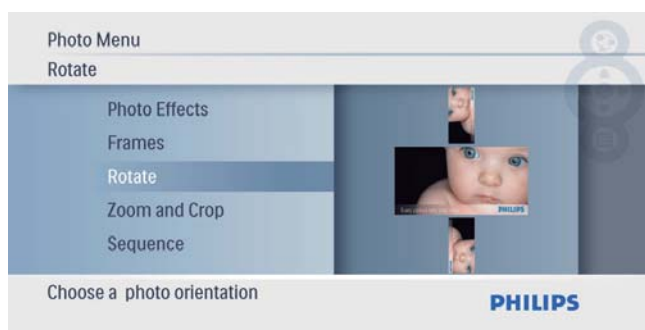 Photo Menu
Rotate
Photo Effects
Frames
Rotate
Zoom and Crop
Sequence
PHILIPS
Choose a photo orientation
PHILIPS